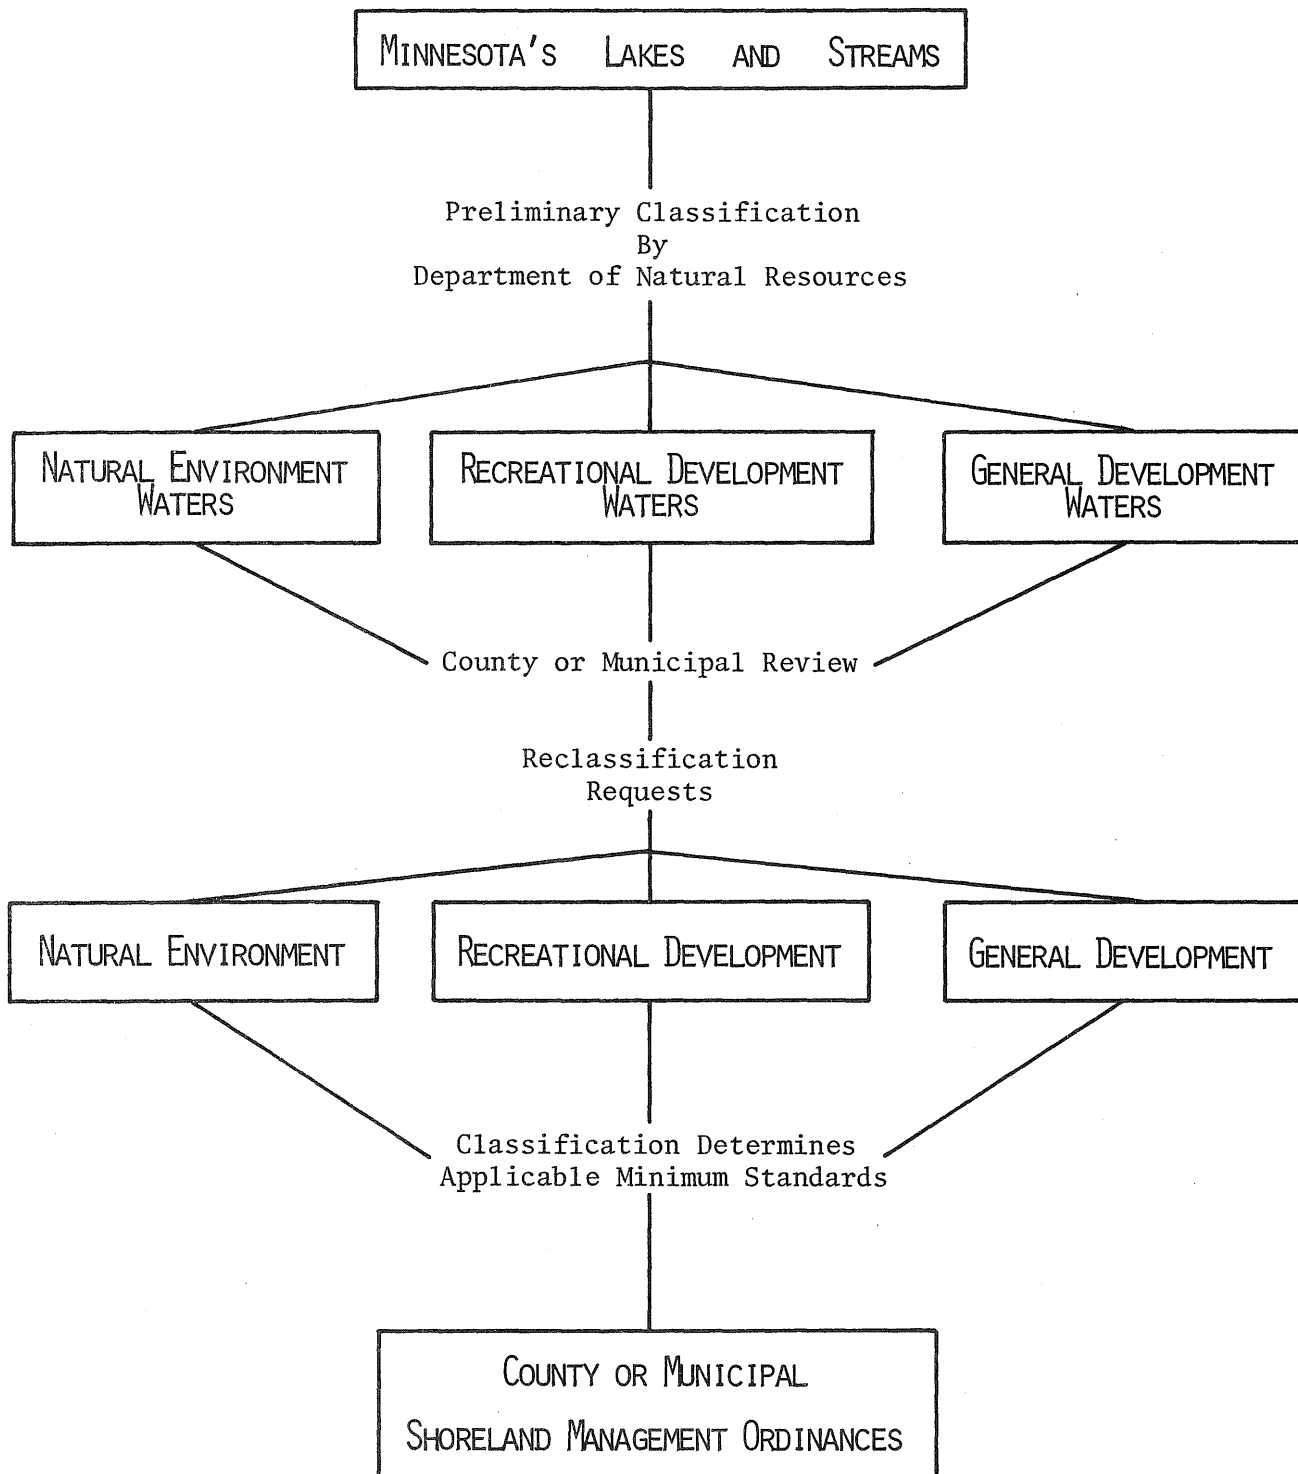 MINNESOTA'S LAKES AND STREAMS
Preliminary Classification
By
Department of Natural Resources
NATURAL ENVIRONMENT
WATERS
RECREATIONAL DEVELOPMENT
WATERS
GENERAL DEVELOPMENT
WATERS
County or Municipal Review
Reclassification
Requests
NATURAL ENVIRONMENT
RECREATIONAL DEVELOPMENT
GENERAL DEVELOPMENT
Classification Determines
Applicable Minimum Standards
COUNTY OR MUNICIPAL
SHORELAND MANAGEMENT ORDINANCES